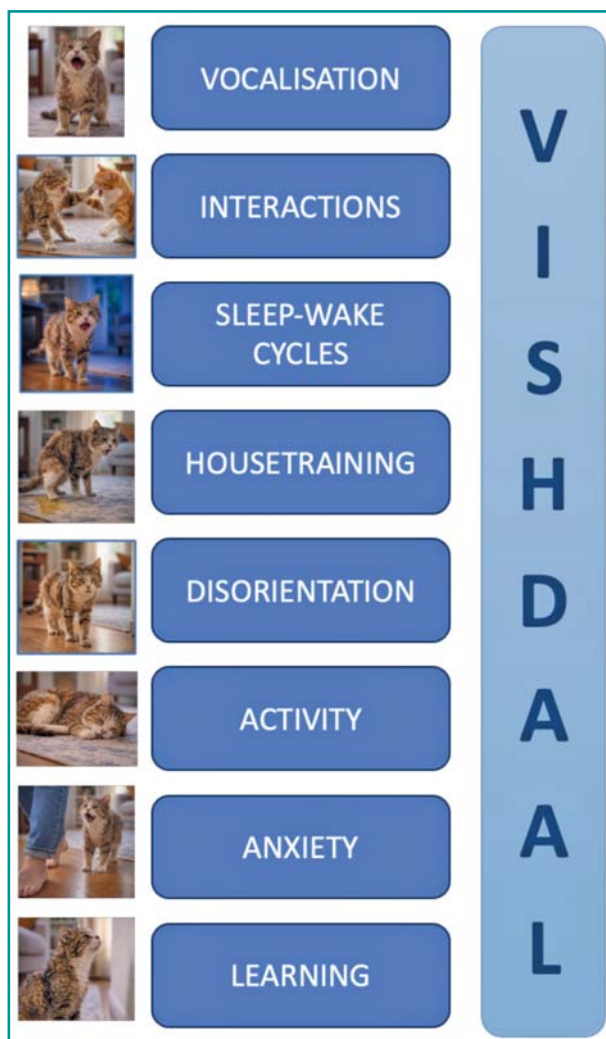 VOCALISATION
INTERACTIONS
SLEEP-WAKE
CYCLES
HOUSETRAINING
DISORIENTATION
ACTIVITY
ANXIETY
LEARNING
V
I
S
H
D
A
A
L